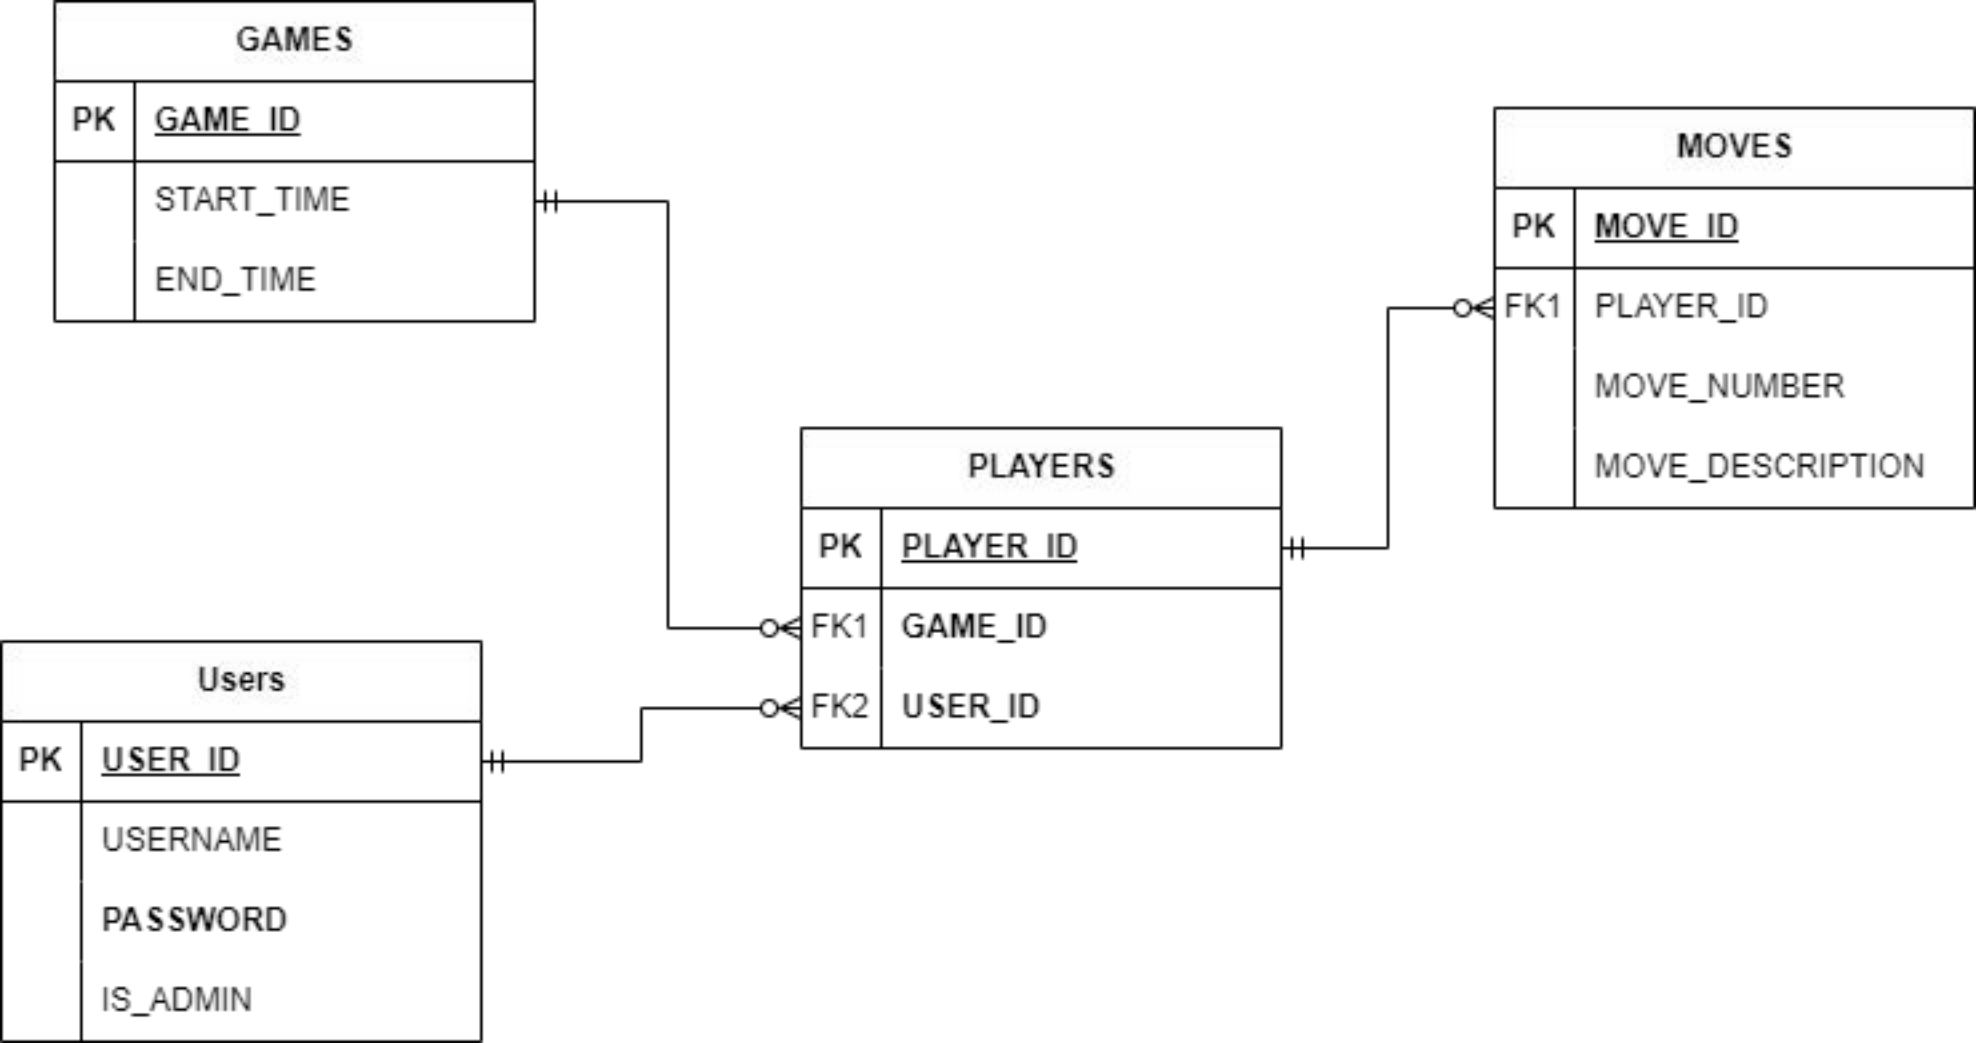 GAMES
PK GAME_ID
START_TIME
END_TIME
MOVES
PK MOVE_ID
FK1 PLAYER_ID
MOVE_NUMBER
MOVE_DESCRIPTION
PLAYERS
PK PLAYER_ID
FK1 GAME_ID
FK2 USER_ID
Users
PK USER_ID
USERNAME
PASSWORD
IS_ADMIN